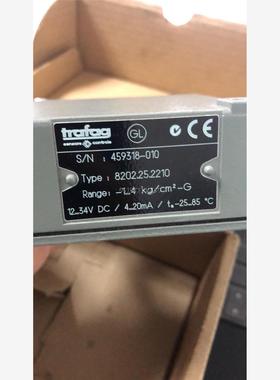 trafag
sensors controls
GL
CE
S/N : 459318-010
Type : 8202.25.2210
Range: -1..4 kg/cm²-G
12..34V DC / 4..20mA / tₐ -25..85 °C